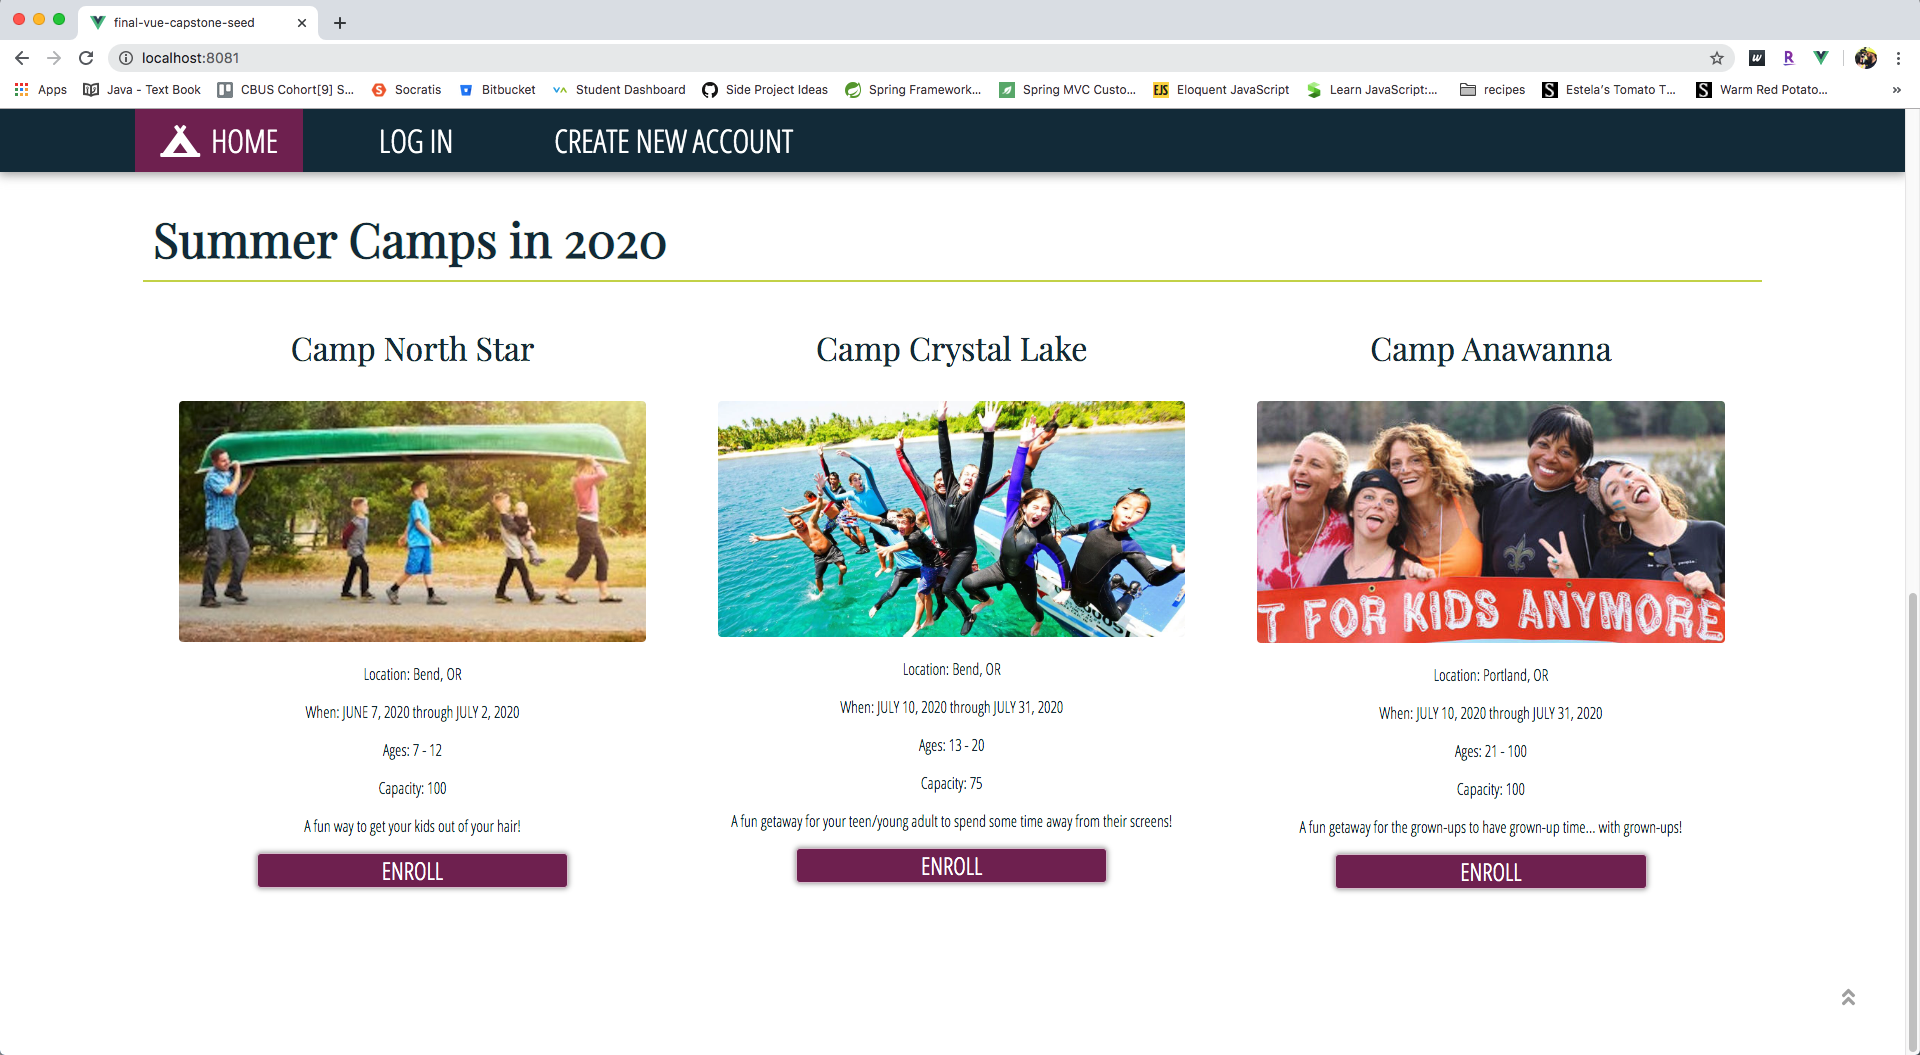 final-vue-capstone-seed
localhost:8081
Apps Java - Text Book CBUS Cohort[9] S... Socratis Bitbucket Student Dashboard Side Project Ideas Spring Framework... Spring MVC Custo... EJS Eloquent JavaScript Learn JavaScript:... recipes S Estela's Tomato T... S Warm Red Potato... »
HOME LOG IN CREATE NEW ACCOUNT
Summer Camps in 2020
Camp North Star
Location: Bend, OR
When: JUNE 7, 2020 through JULY 2, 2020
Ages: 7 - 12
Capacity: 100
A fun way to get your kids out of your hair!
ENROLL
Camp Crystal Lake
Location: Bend, OR
When: JULY 10, 2020 through JULY 31, 2020
Ages: 13 - 20
Capacity: 75
A fun getaway for your teen/young adult to spend some time away from their screens!
ENROLL
Camp Anawanna
T FOR KIDS ANYMORE
Location: Portland, OR
When: JULY 10, 2020 through JULY 31, 2020
Ages: 21 - 100
Capacity: 100
A fun getaway for the grown-ups to have grown-up time... with grown-ups!
ENROLL